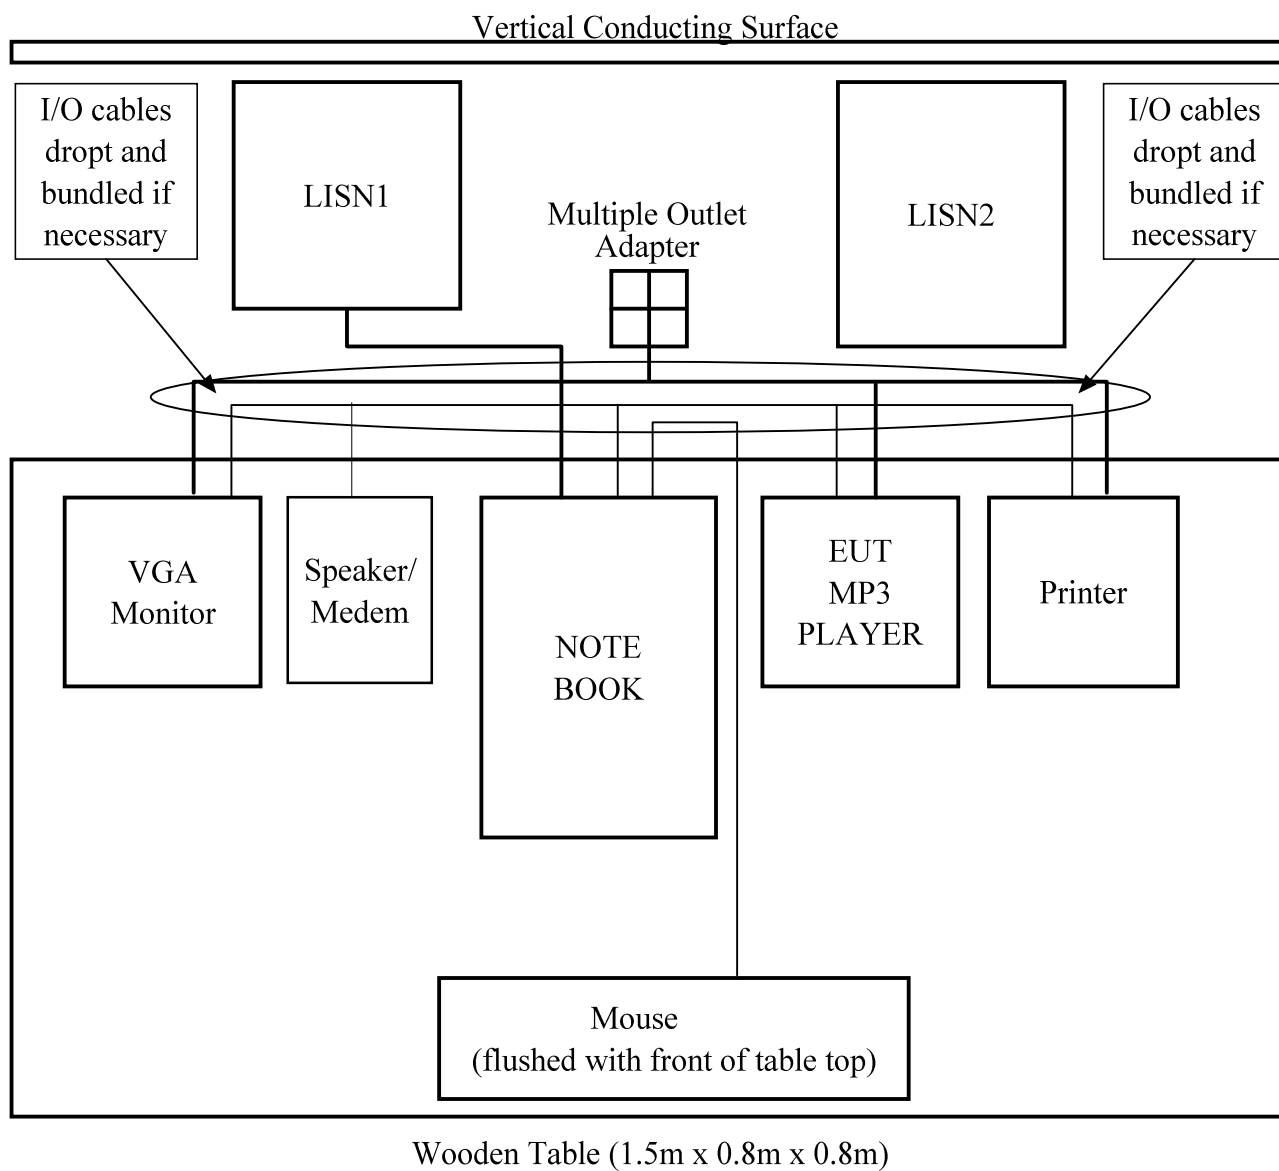 Vertical Conducting Surface
I/O cables
dropt and
bundled if
necessary
LISN1
Multiple Outlet
Adapter
LISN2
I/O cables
dropt and
bundled if
necessary
VGA
Monitor
Speaker/
Medem
NOTE
BOOK
EUT
MP3
PLAYER
Printer
Mouse
(flushed with front of table top)
Wooden Table (1.5m x 0.8m x 0.8m)